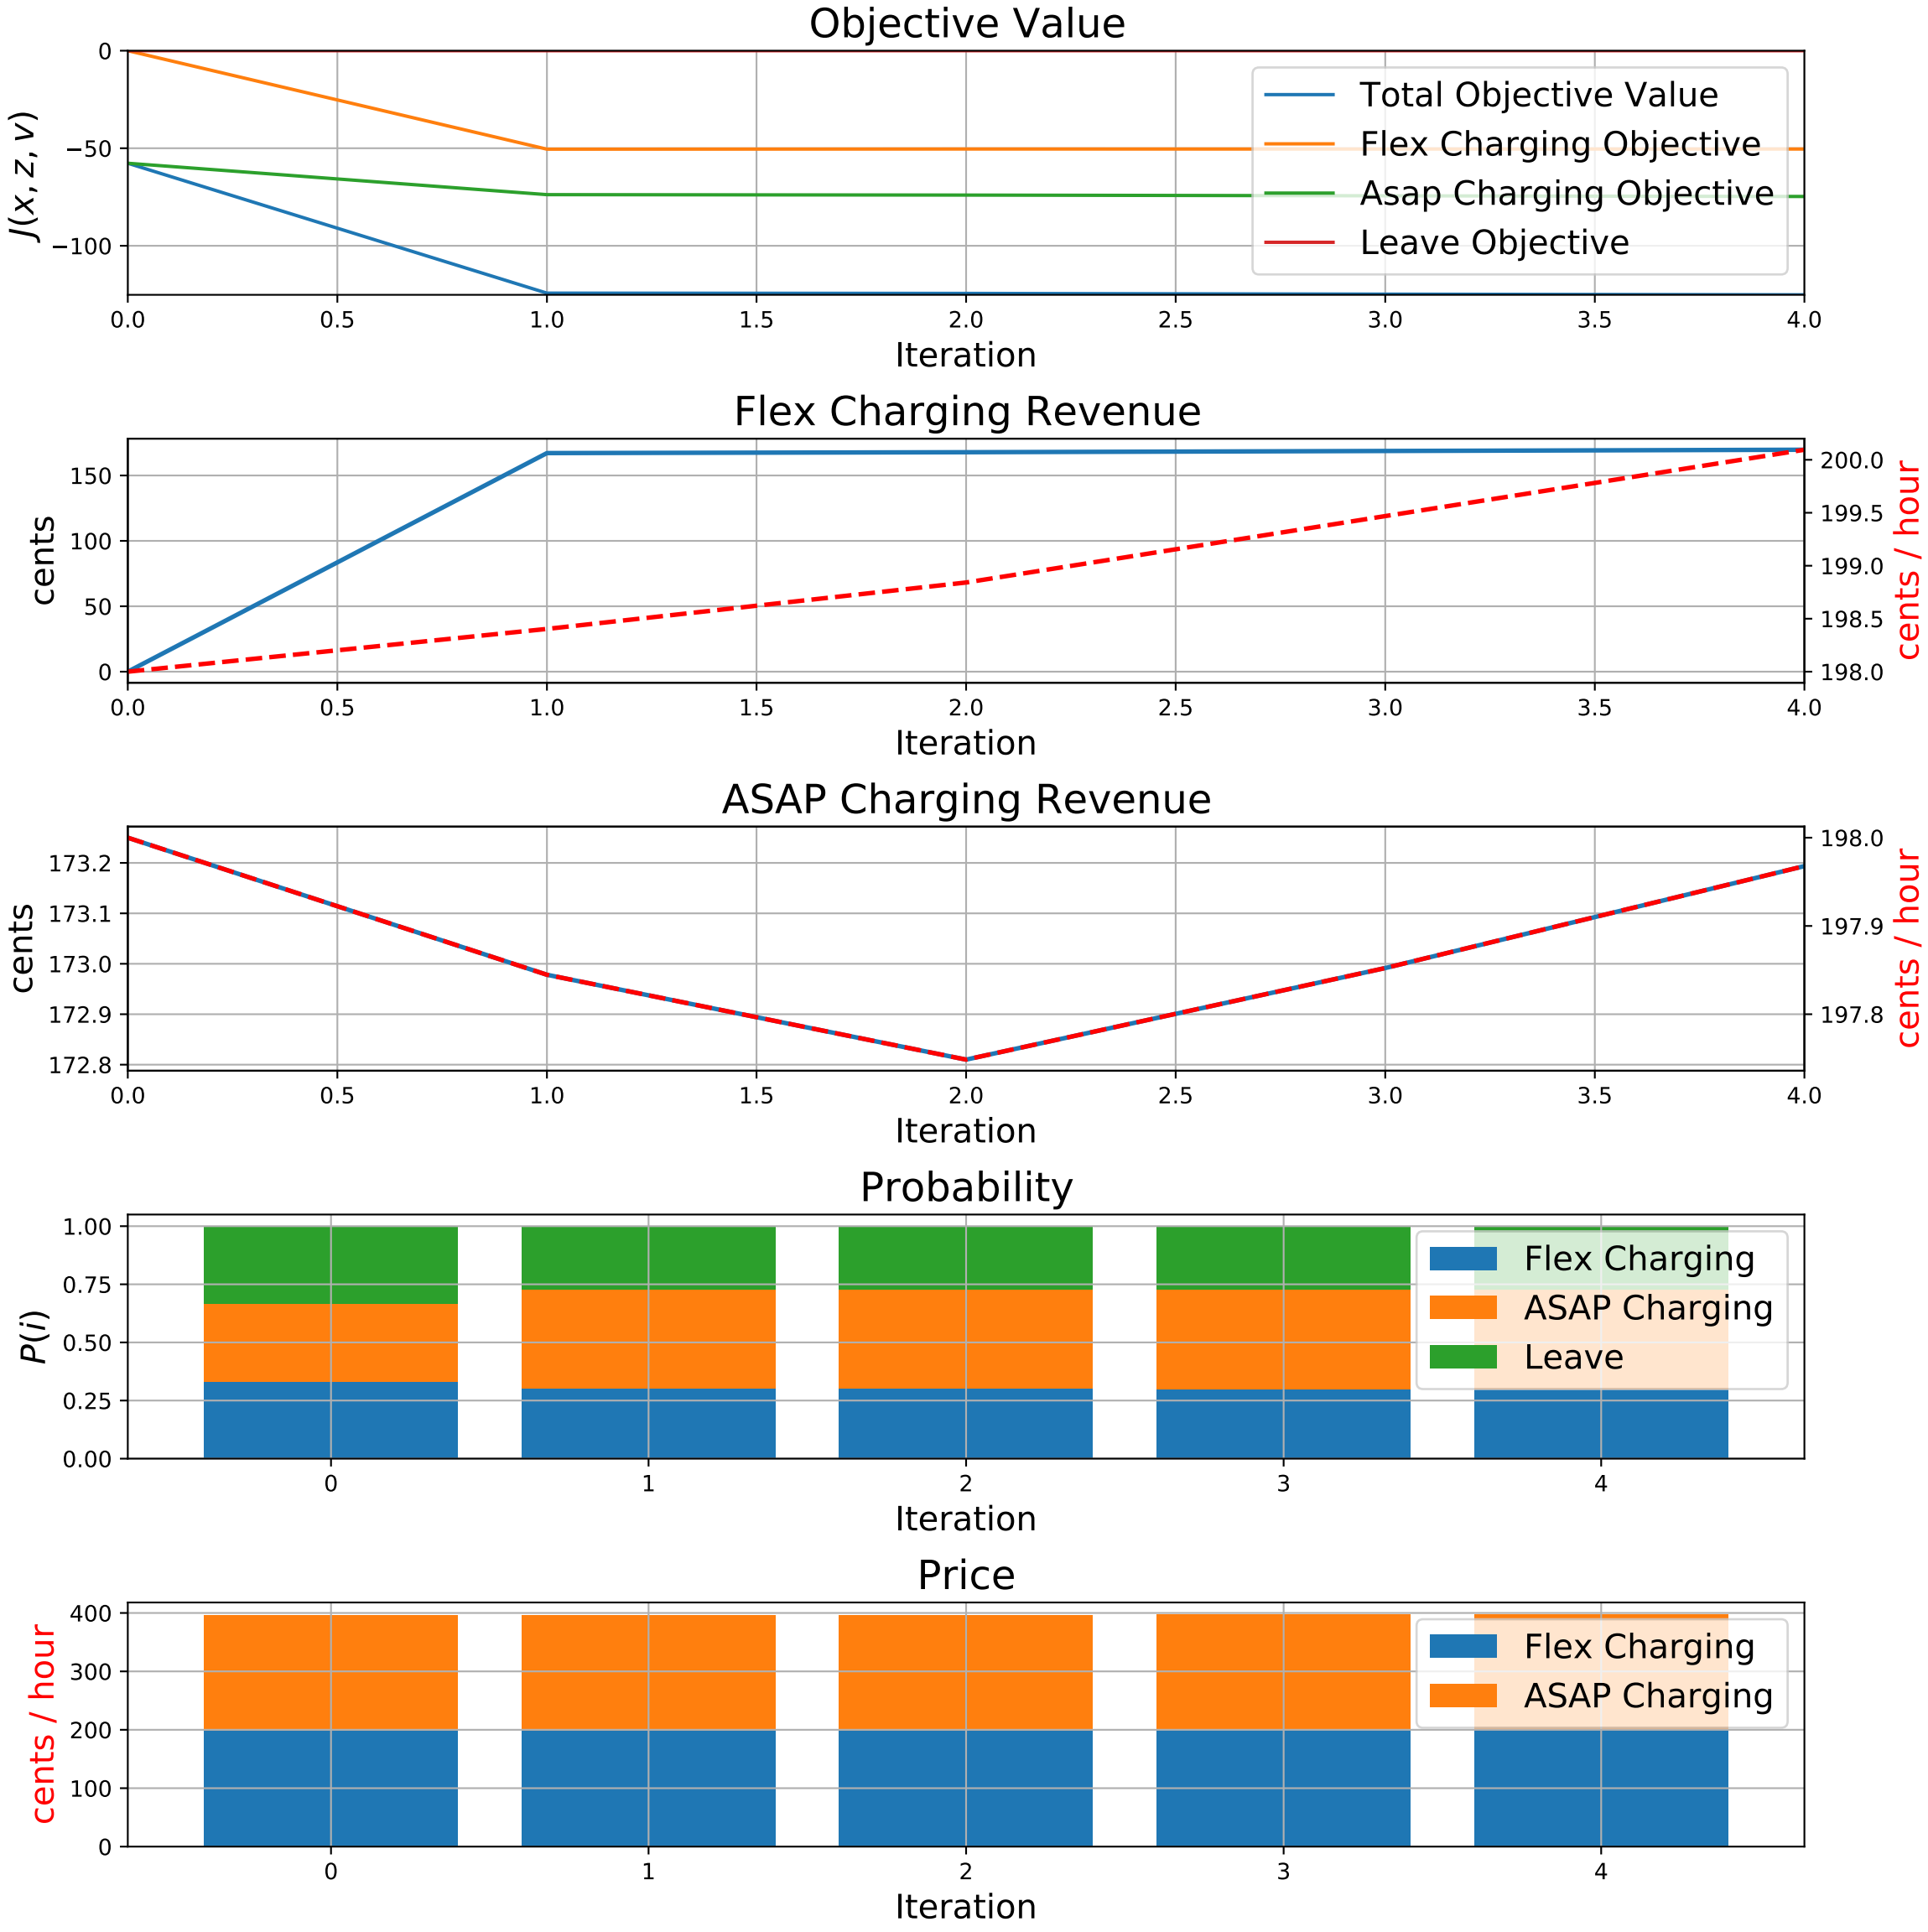 Objective Value
J(x, z, v)
0
−50
−100
Total Objective Value
Flex Charging Objective
Asap Charging Objective
Leave Objective
0.0 0.5 1.0 1.5 2.0 2.5 3.0 3.5 4.0
Iteration
Flex Charging Revenue
cents
150
100
50
0
200.0
199.5
199.0
198.5
198.0
cents / hour
0.0 0.5 1.0 1.5 2.0 2.5 3.0 3.5 4.0
Iteration
ASAP Charging Revenue
cents
173.2
173.1
173.0
172.9
172.8
198.0
197.9
197.8
cents / hour
0.0 0.5 1.0 1.5 2.0 2.5 3.0 3.5 4.0
Iteration
Probability
P(i)
1.00
0.75
0.50
0.25
0.00
Flex Charging
ASAP Charging
Leave
0 1 2 3 4
Iteration
Price
cents / hour
400
300
200
100
0
Flex Charging
ASAP Charging
0 1 2 3 4
Iteration